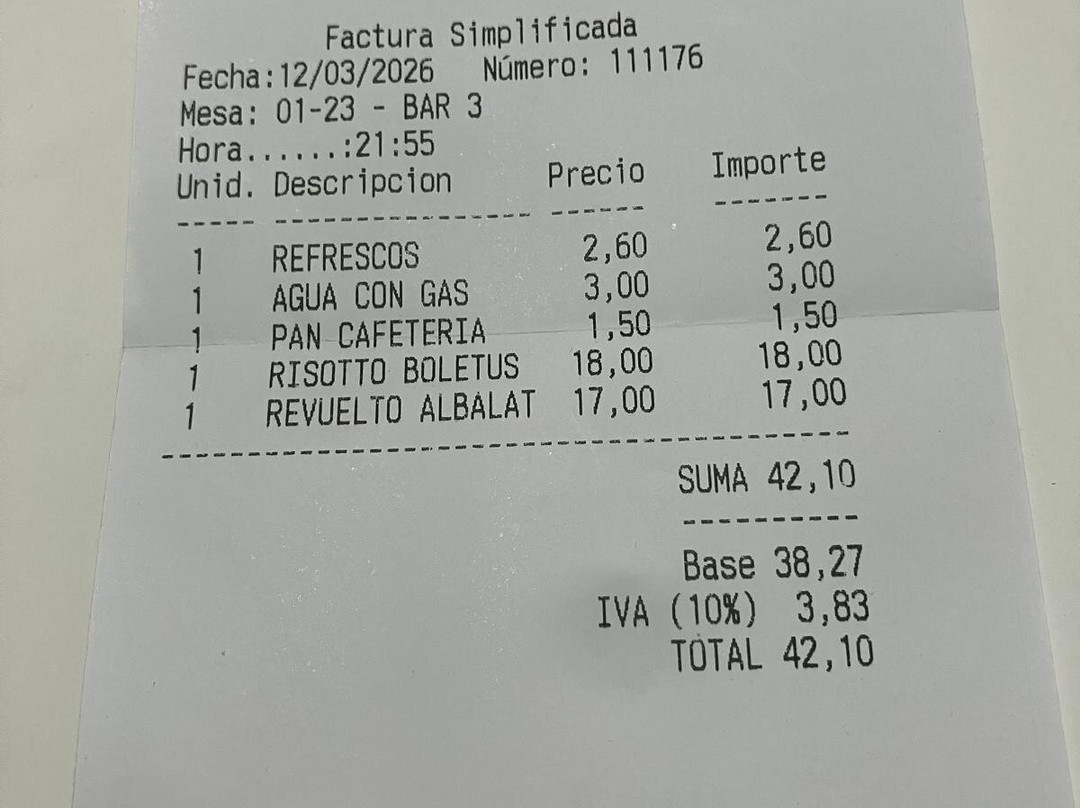 Factura Simplificada
Fecha:12/03/2026 Número: 111176
Mesa: 01-23 - BAR 3
Hora......:21:55
Unid. Descripcion Precio Importe
----- ---------------- ------ -------
1 REFRESCOS 2,60 2,60
1 AGUA CON GAS 3,00 3,00
1 PAN CAFETERIA 1,50 1,50
1 RISOTTO BOLETUS 18,00 18,00
1 REVUELTO ALBALAT 17,00 17,00
------------------------------------------
SUMA 42,10
----------
Base 38,27
IVA (10%) 3,83
TOTAL 42,10